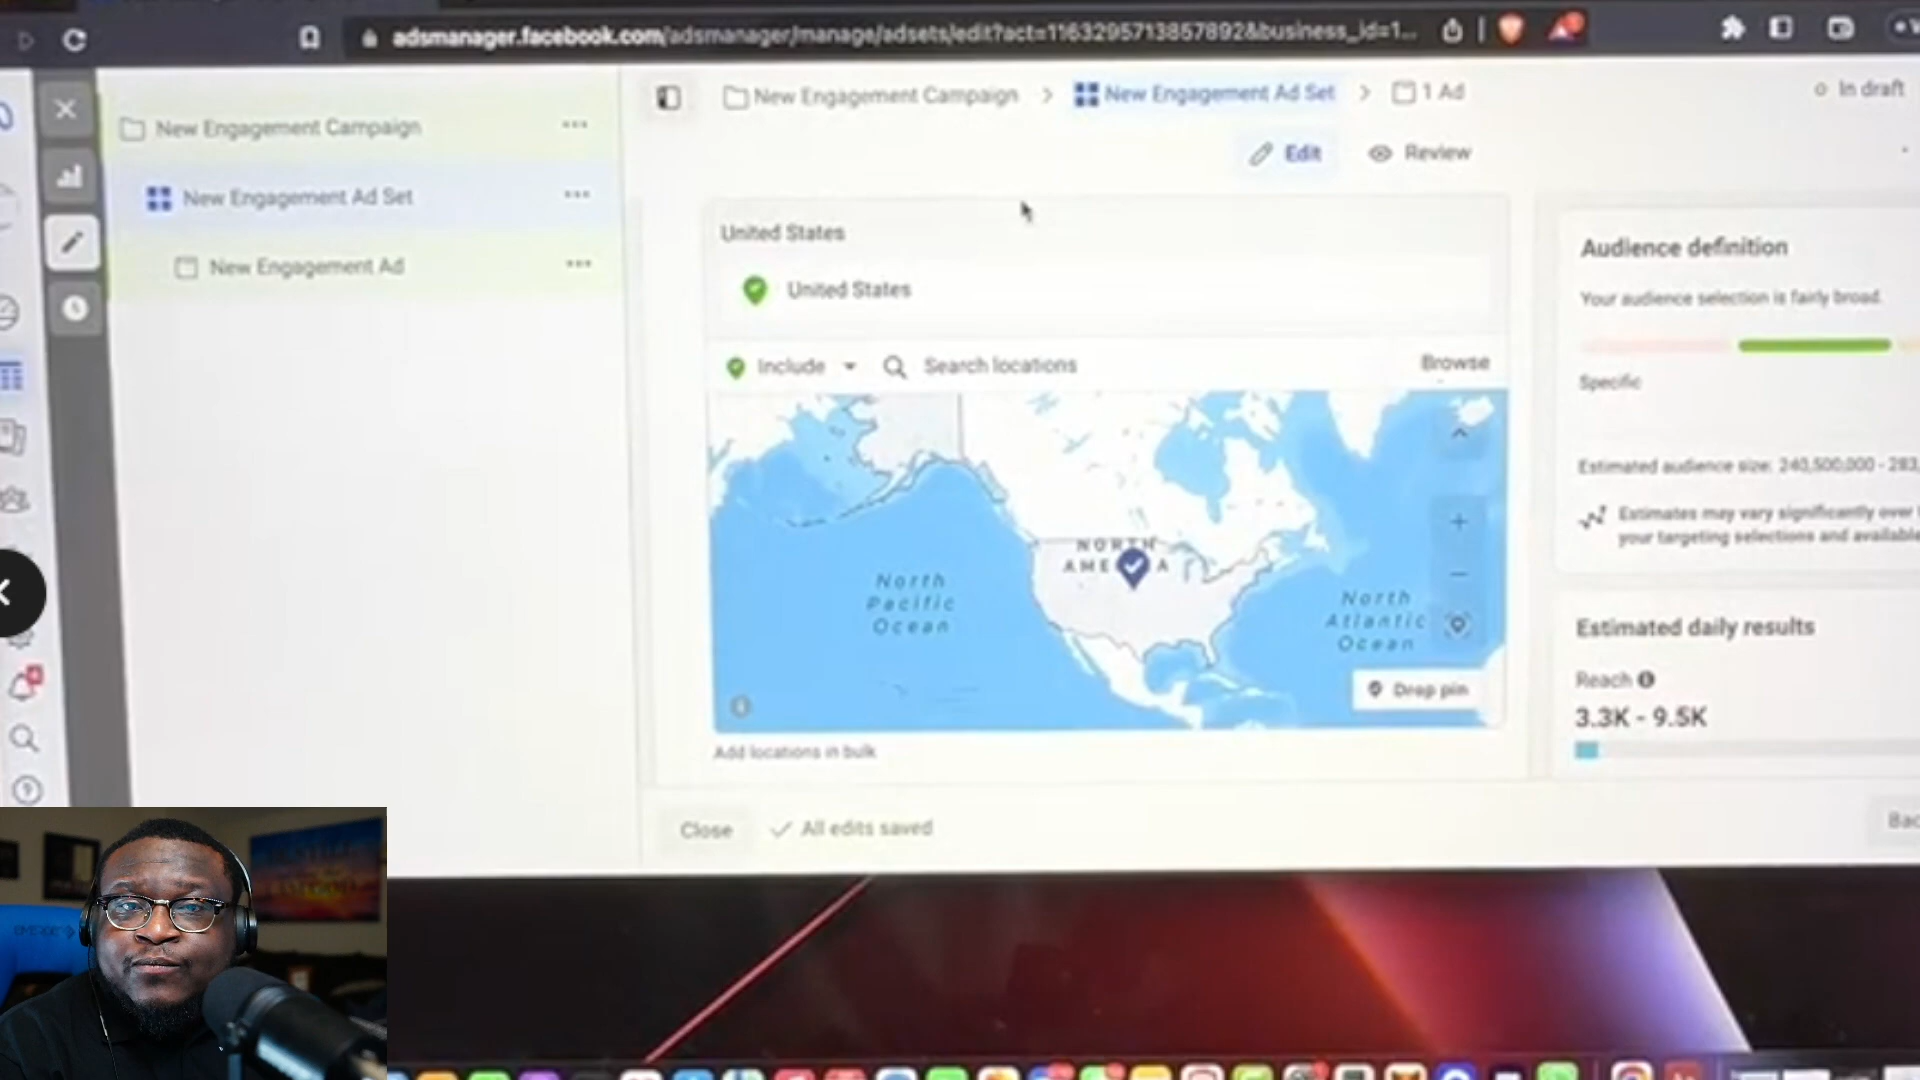 adsmanager.facebook.com/adsmanager/manage/adsets/edit?act=1163295713857892&business_id=1...
New Engagement Campaign
New Engagement Ad Set
1 Ad
In draft
New Engagement Campaign
New Engagement Ad Set
New Engagement Ad
Edit
Review
United States
United States
Include
Search locations
Browse
NORTH
AMERICA
North
Pacific
Ocean
North
Atlantic
Ocean
Drop pin
Add locations in bulk
Close
All edits saved
Audience definition
Your audience selection is fairly broad.
Specific
Estimated audience size: 240,500,000 - 283,
Estimates may vary significantly over
your targeting selections and available
Estimated daily results
Reach
3.3K - 9.5K
Bac